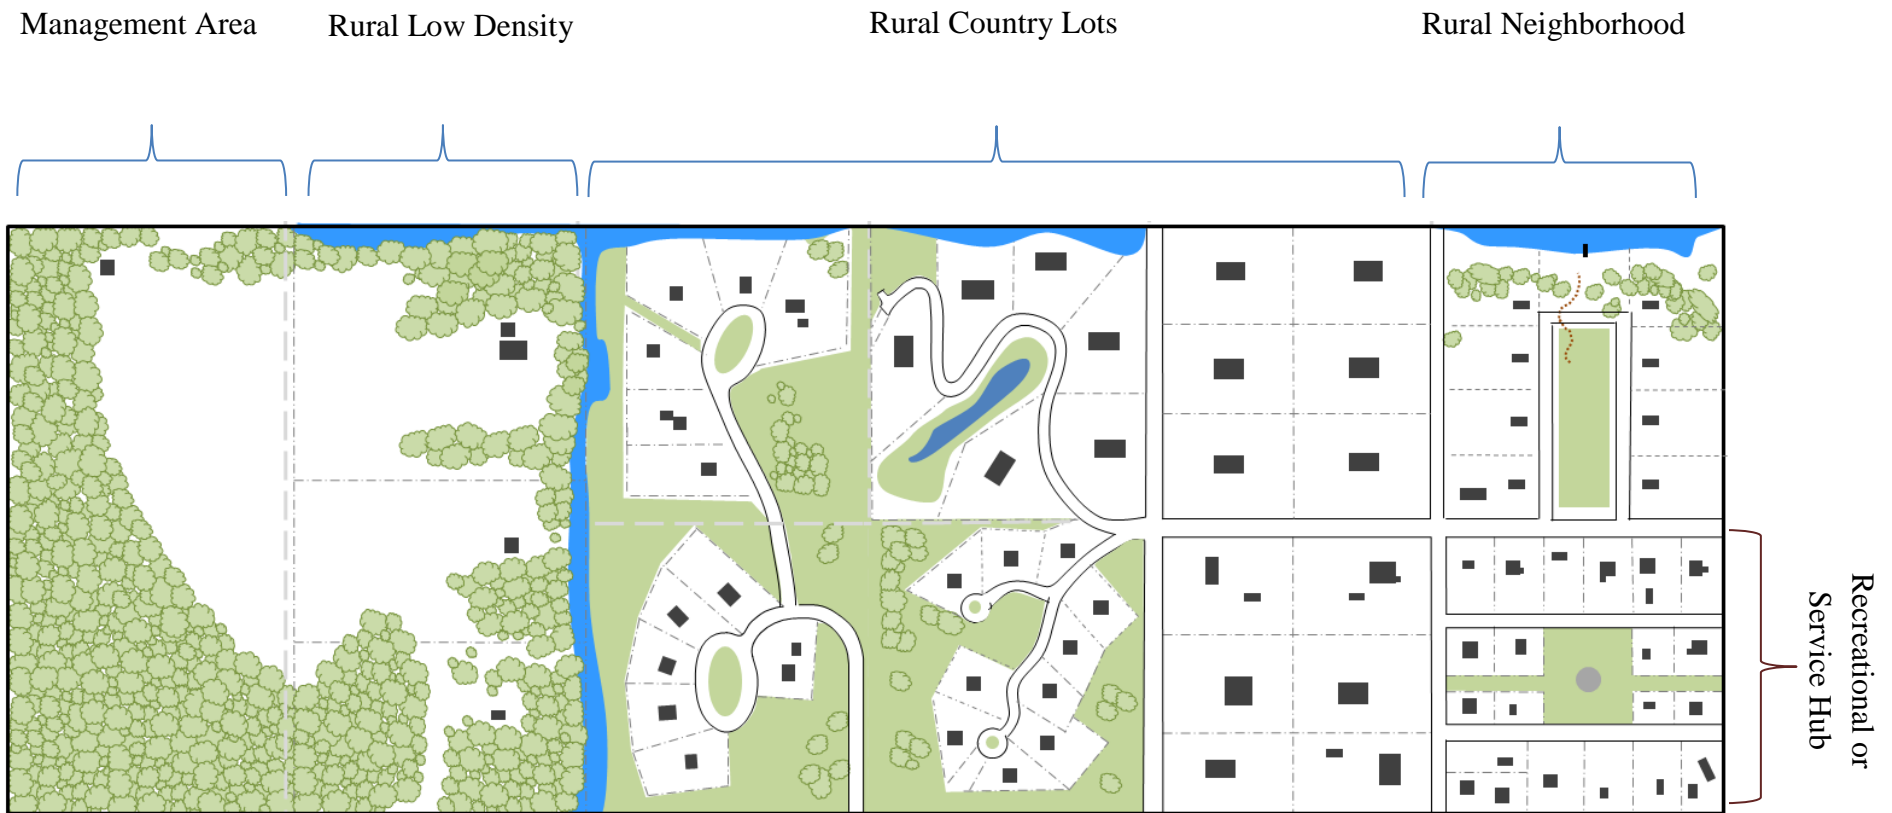 Management Area
Rural Low Density
Rural Country Lots
Rural Neighborhood
Recreational or
Service Hub